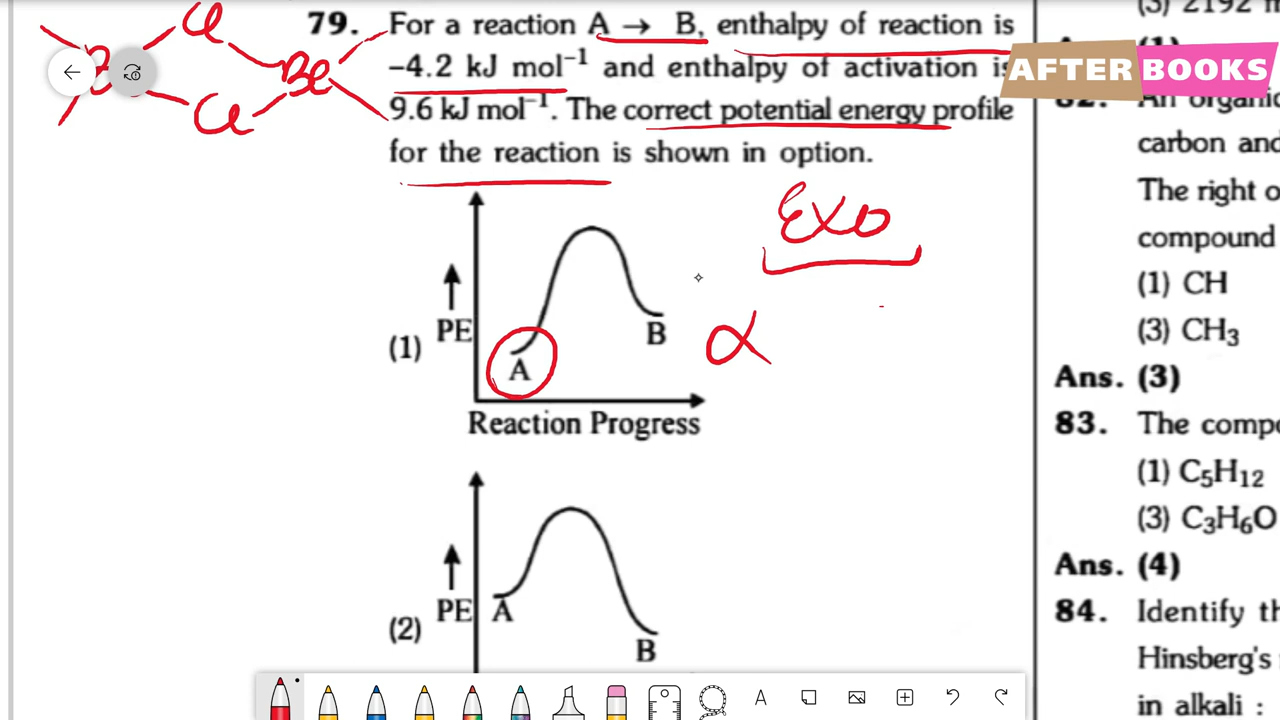 79. For a reaction A → B, enthalpy of reaction is
−4.2 kJ mol⁻¹ and enthalpy of activation is
9.6 kJ mol⁻¹. The correct potential energy profile
for the reaction is shown in option.
Cl
Be
Cl
Exo
α
(1)
PE
A
B
Reaction Progress
(2)
PE
A
B
AFTER BOOKS
82. An organic
carbon and
The right o
compound
(1) CH
(3) CH₃
Ans. (3)
83. The compo
(1) C₅H₁₂
(3) C₃H₆O
Ans. (4)
84. Identify th
Hinsberg's
in alkali :
A